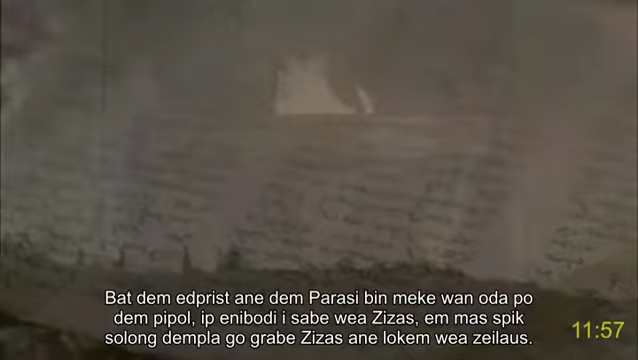 Bat dem edprist ane dem Parasi bin meke wan oda po
dem pipol, ip enibodi i sabe wea Zizas, em mas spik
solong dempla go grabe Zizas ane lokem wea zeilaus.
11:57